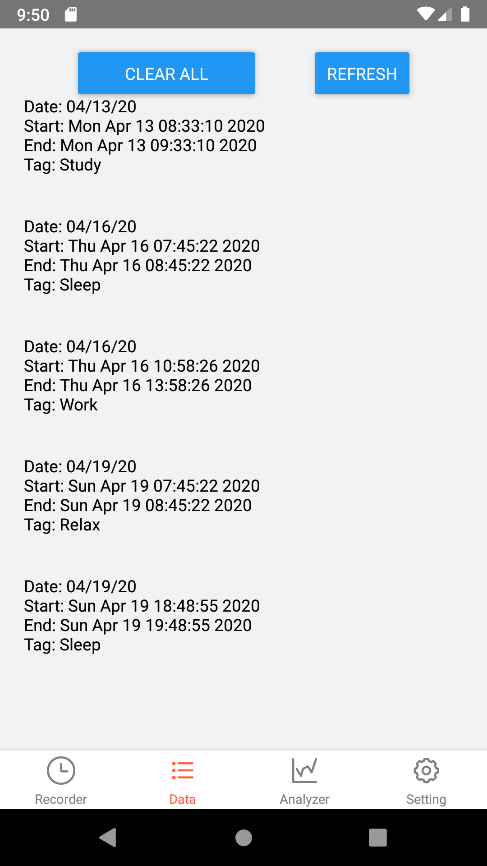 9:50
CLEAR ALL
REFRESH
Date: 04/13/20
Start: Mon Apr 13 08:33:10 2020
End: Mon Apr 13 09:33:10 2020
Tag: Study
Date: 04/16/20
Start: Thu Apr 16 07:45:22 2020
End: Thu Apr 16 08:45:22 2020
Tag: Sleep
Date: 04/16/20
Start: Thu Apr 16 10:58:26 2020
End: Thu Apr 16 13:58:26 2020
Tag: Work
Date: 04/19/20
Start: Sun Apr 19 07:45:22 2020
End: Sun Apr 19 08:45:22 2020
Tag: Relax
Date: 04/19/20
Start: Sun Apr 19 18:48:55 2020
End: Sun Apr 19 19:48:55 2020
Tag: Sleep
Recorder
Data
Analyzer
Setting